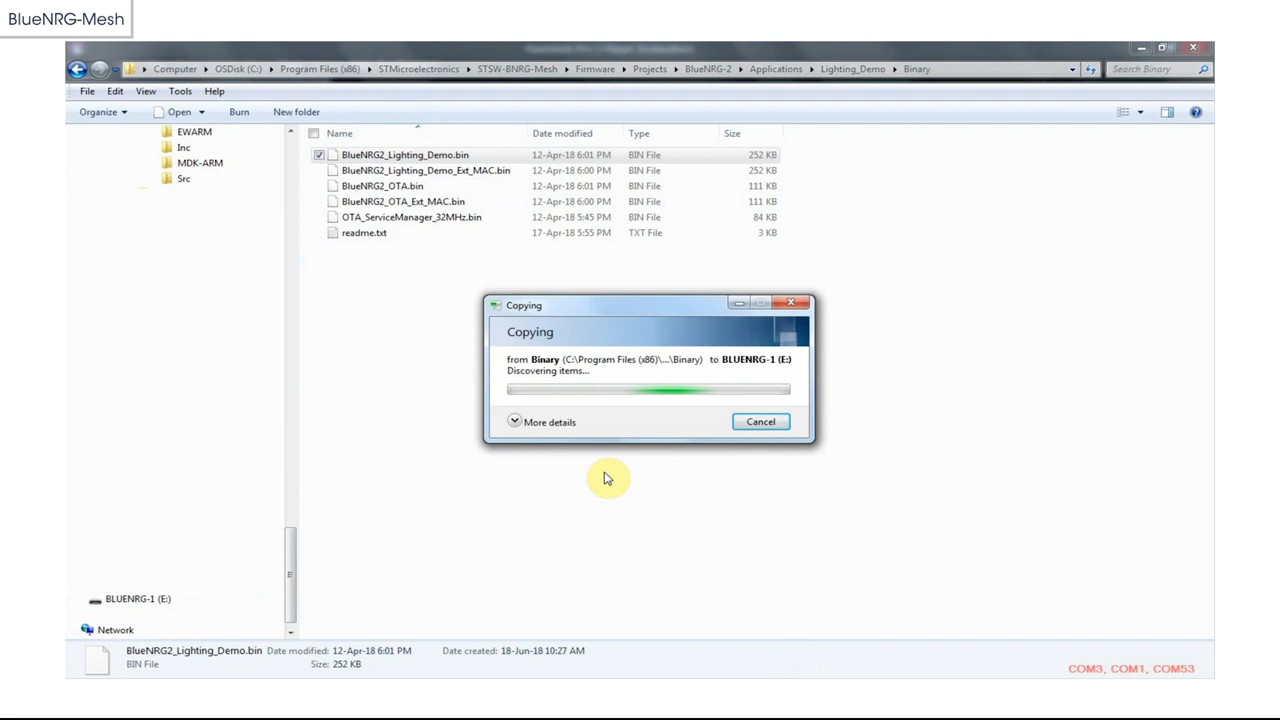 BlueNRG-Mesh
Computer OSDisk (C:) Program Files (x86) STMicroelectronics STSW-BNRG-Mesh Firmware Projects BlueNRG-2 Applications Lighting_Demo Binary Search Binary
File Edit View Tools Help
Organize Open Burn New folder
EWARM
Inc
MDK-ARM
Src
Name Date modified Type Size
BlueNRG2_Lighting_Demo.bin 12-Apr-18 6:01 PM BIN File 252 KB
BlueNRG2_Lighting_Demo_Ext_MAC.bin 12-Apr-18 6:00 PM BIN File 252 KB
BlueNRG2_OTA.bin 12-Apr-18 6:01 PM BIN File 111 KB
BlueNRG2_OTA_Ext_MAC.bin 12-Apr-18 6:00 PM BIN File 111 KB
OTA_ServiceManager_32MHz.bin 12-Apr-18 5:45 PM BIN File 84 KB
readme.txt 17-Apr-18 5:55 PM TXT File 3 KB
Copying
Copying
from Binary (C:\Program Files (x86)\...\Binary) to BLUENRG-1 (E:)
Discovering items...
More details Cancel
BLUENRG-1 (E:)
Network
BlueNRG2_Lighting_Demo.bin Date modified: 12-Apr-18 6:01 PM Date created: 18-Jun-18 10:27 AM
BIN File Size: 252 KB
COM3, COM1, COM53